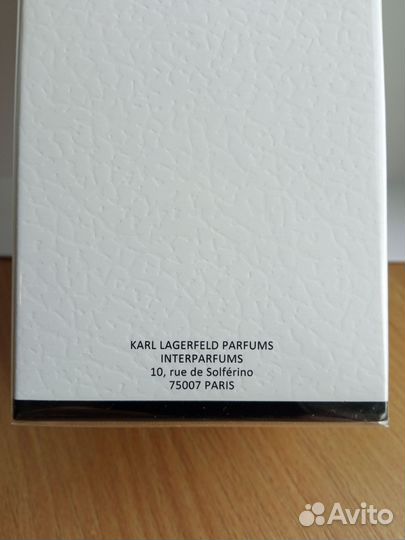 KARL LAGERFELD PARFUMS
INTERPARFUMS
10, rue de Solférino
75007 PARIS
Avito